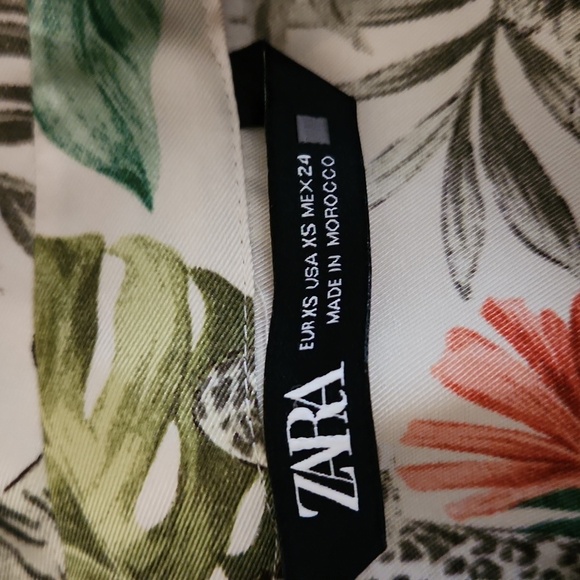 ZARA
EUR XS USA XS MEX 24
MADE IN MOROCCO